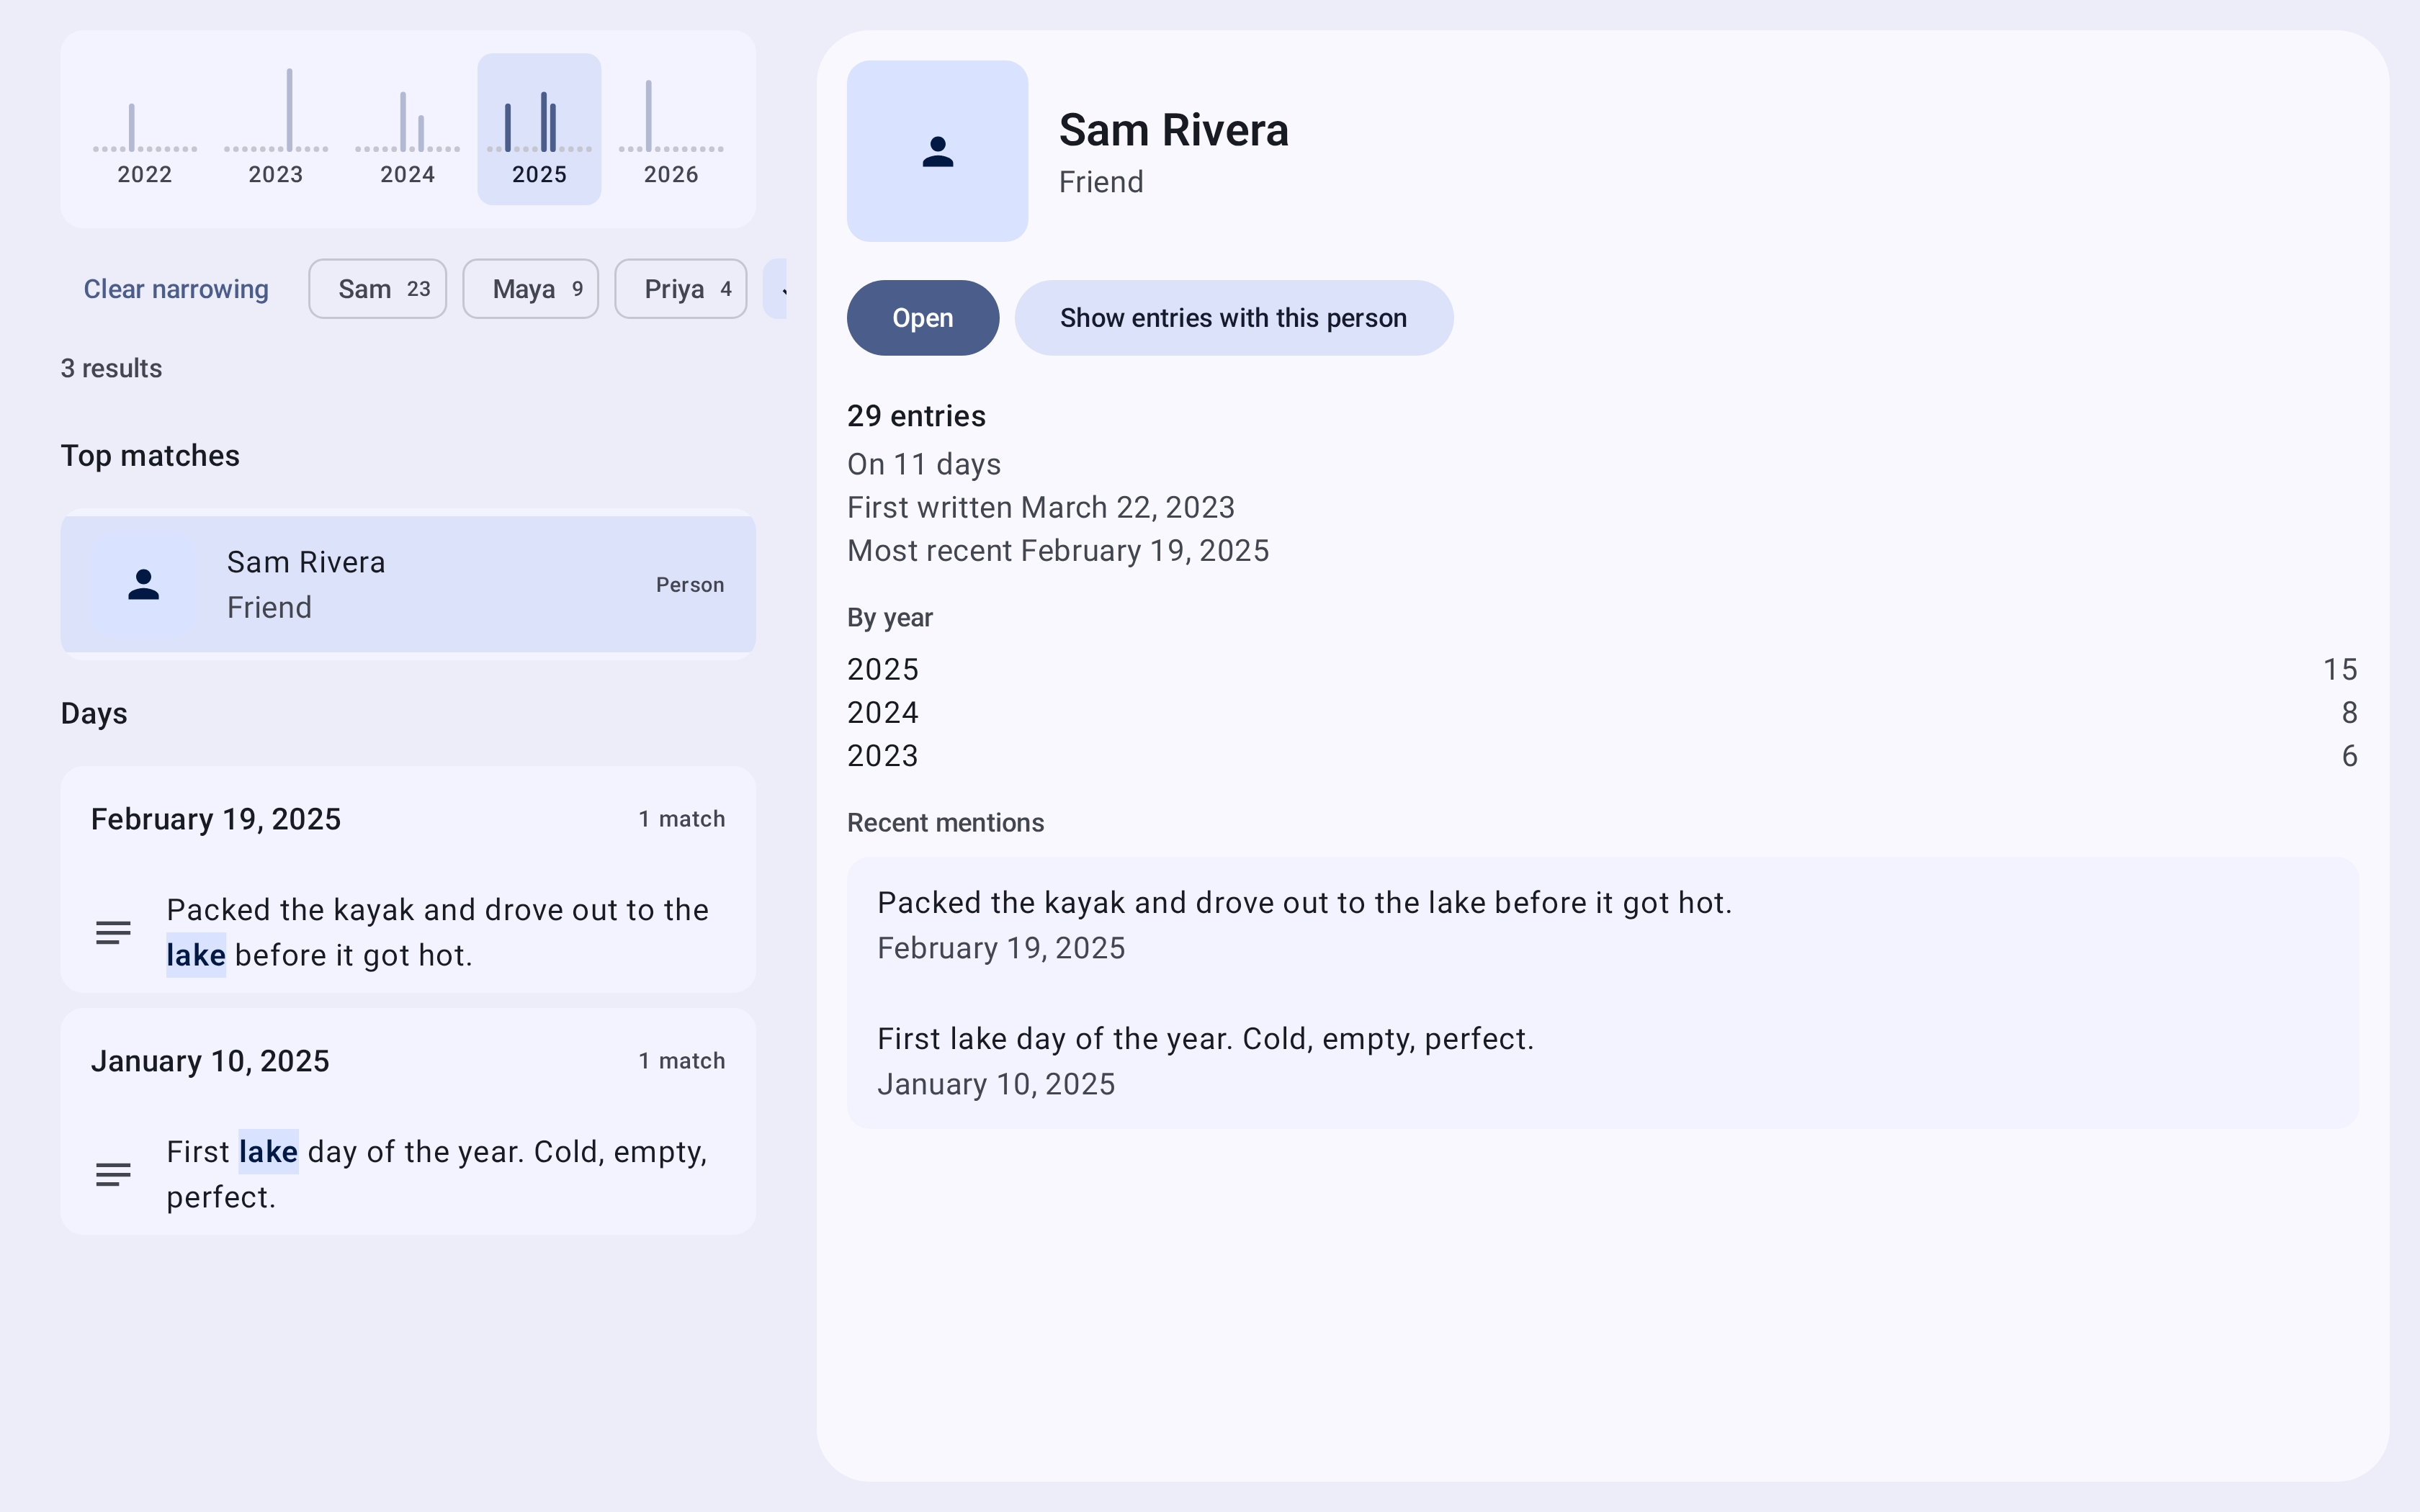 2022
2023
2024
2025
2026
Clear narrowing
Sam 23
Maya 9
Priya 4
3 results
Top matches
Sam Rivera
Friend
Person
Days
February 19, 2025
1 match
Packed the kayak and drove out to the
lake before it got hot.
January 10, 2025
1 match
First lake day of the year. Cold, empty,
perfect.
Sam Rivera
Friend
Open
Show entries with this person
29 entries
On 11 days
First written March 22, 2023
Most recent February 19, 2025
By year
2025 15
2024 8
2023 6
Recent mentions
Packed the kayak and drove out to the lake before it got hot.
February 19, 2025
First lake day of the year. Cold, empty, perfect.
January 10, 2025